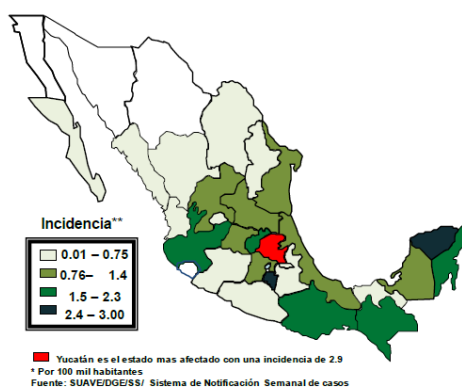 Incidencia**
0.01 – 0.75
0.76– 1.4
1.5 – 2.3
2.4 – 3.00
Yucatán es el estado mas afectado con una incidencia de 2.9
* Por 100 mil habitantes
Fuente: SUAVE/DGE/SS/ Sistema de Notificación Semanal de casos